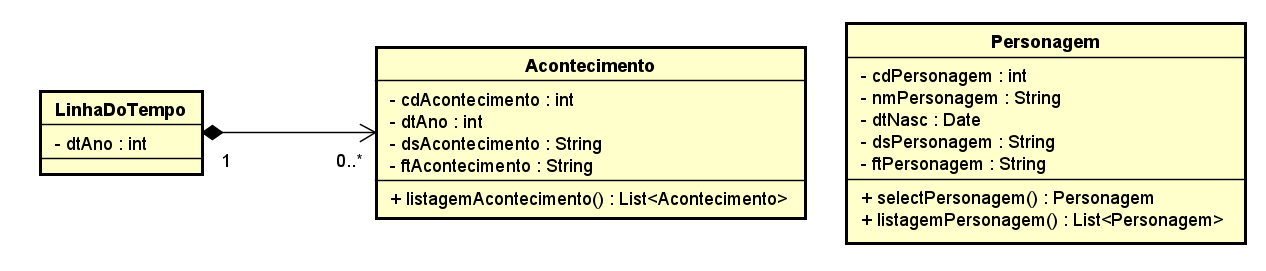 LinhaDoTempo
- dtAno : int
1
0..*
Acontecimento
- cdAcontecimento : int
- dtAno : int
- dsAcontecimento : String
- ftAcontecimento : String
+ listagemAcontecimento() : List<Acontecimento>
Personagem
- cdPersonagem : int
- nmPersonagem : String
- dtNasc : Date
- dsPersonagem : String
- ftPersonagem : String
+ selectPersonagem() : Personagem
+ listagemPersonagem() : List<Personagem>